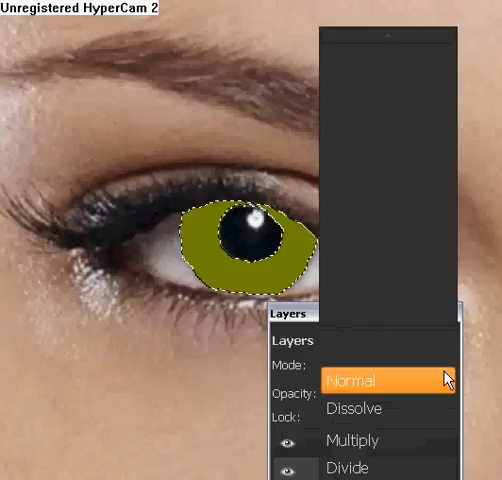 Unregistered HyperCam 2
Layers
Layers
Mode:
Normal
Opacity:
Dissolve
Lock:
Multiply
Divide